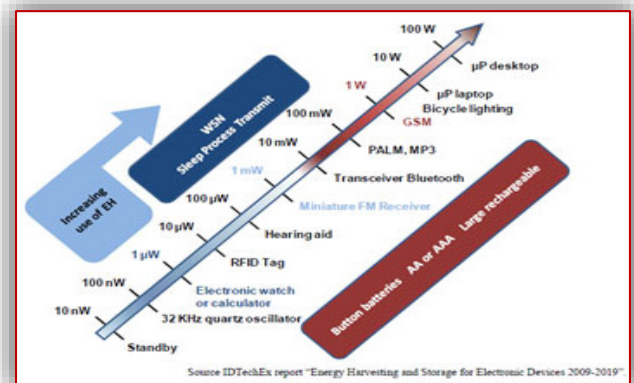 100 W
10 W
1 W
100 mW
10 mW
1 mW
100 µW
10 µW
1 µW
100 nW
10 nW
µP desktop
µP laptop
Bicycle lighting
GSM
PALM, MP3
Transceiver Bluetooth
Miniature FM Receiver
Hearing aid
RFID Tag
Electronic watch
or calculator
32 KHz quartz oscillator
Standby
WSN
Sleep Process Transmit
Increasing
use of EH
Button batteries AA or AAA Large rechargeable
Source IDTechEx report "Energy Harvesting and Storage for Electronic Devices 2009-2019".